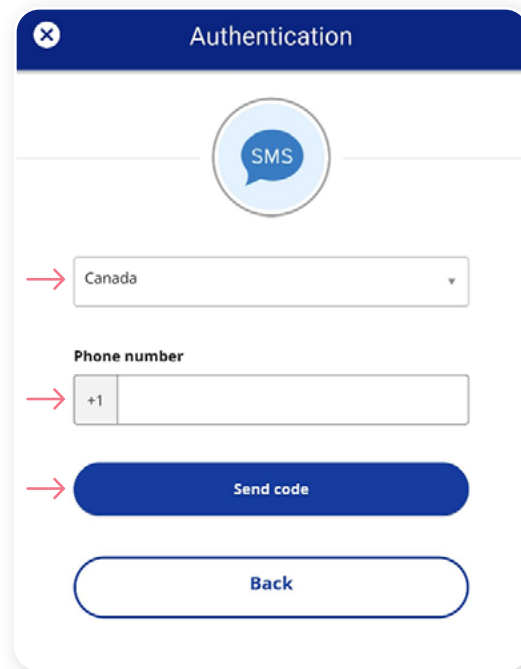 Authentication
SMS
Canada
Phone number
+1
Send code
Back